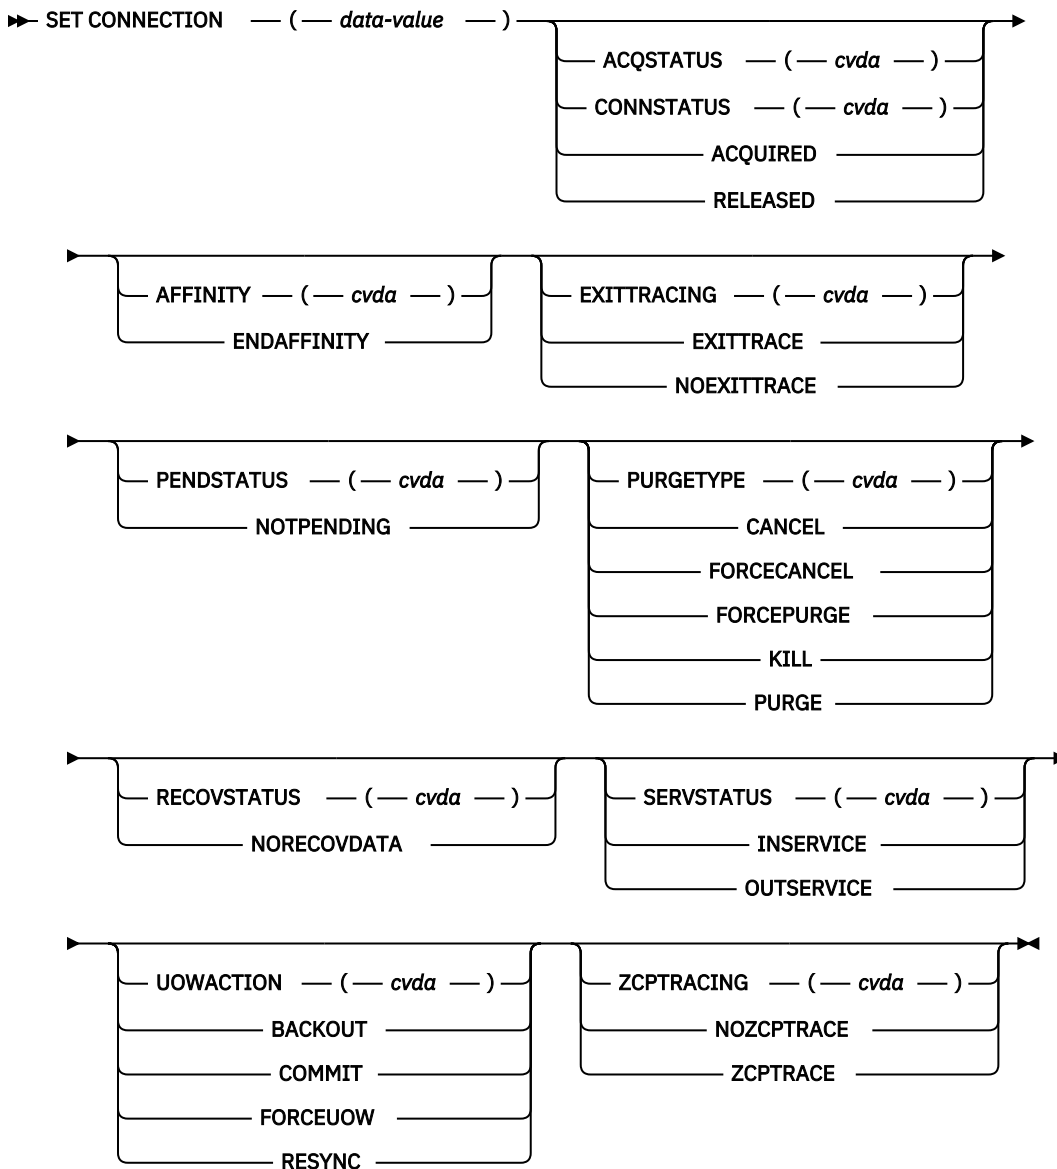 SET CONNECTION ( data-value )
ACQSTATUS ( cvda )
CONNSTATUS ( cvda )
ACQUIRED
RELEASED
AFFINITY ( cvda )
ENDAFFINITY
EXITTRACING ( cvda )
EXITTRACE
NOEXITTRACE
PENDSTATUS ( cvda )
NOTPENDING
PURGETYPE ( cvda )
CANCEL
FORCECANCEL
FORCEPURGE
KILL
PURGE
RECOVSTATUS ( cvda )
NORECOVDATA
SERVSTATUS ( cvda )
INSERVICE
OUTSERVICE
UOWACTION ( cvda )
BACKOUT
COMMIT
FORCEUOW
RESYNC
ZCPTRACING ( cvda )
NOZCPTRACE
ZCPTRACE